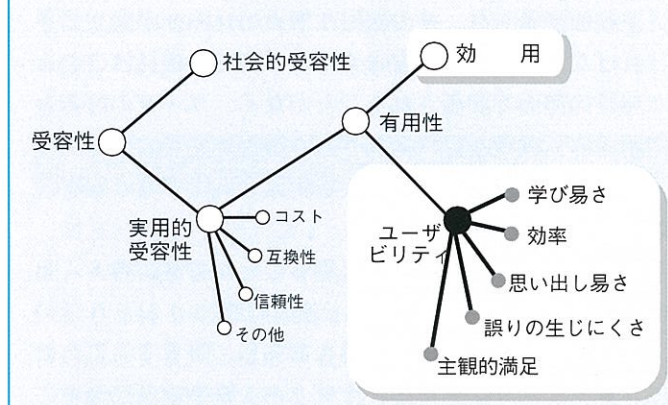 社会的受容性
効 用
受容性
有用性
実用的
受容性
コスト
互換性
信頼性
その他
ユーザ
ビリティ
学び易さ
効率
思い出し易さ
誤りの生じにくさ
主観的満足